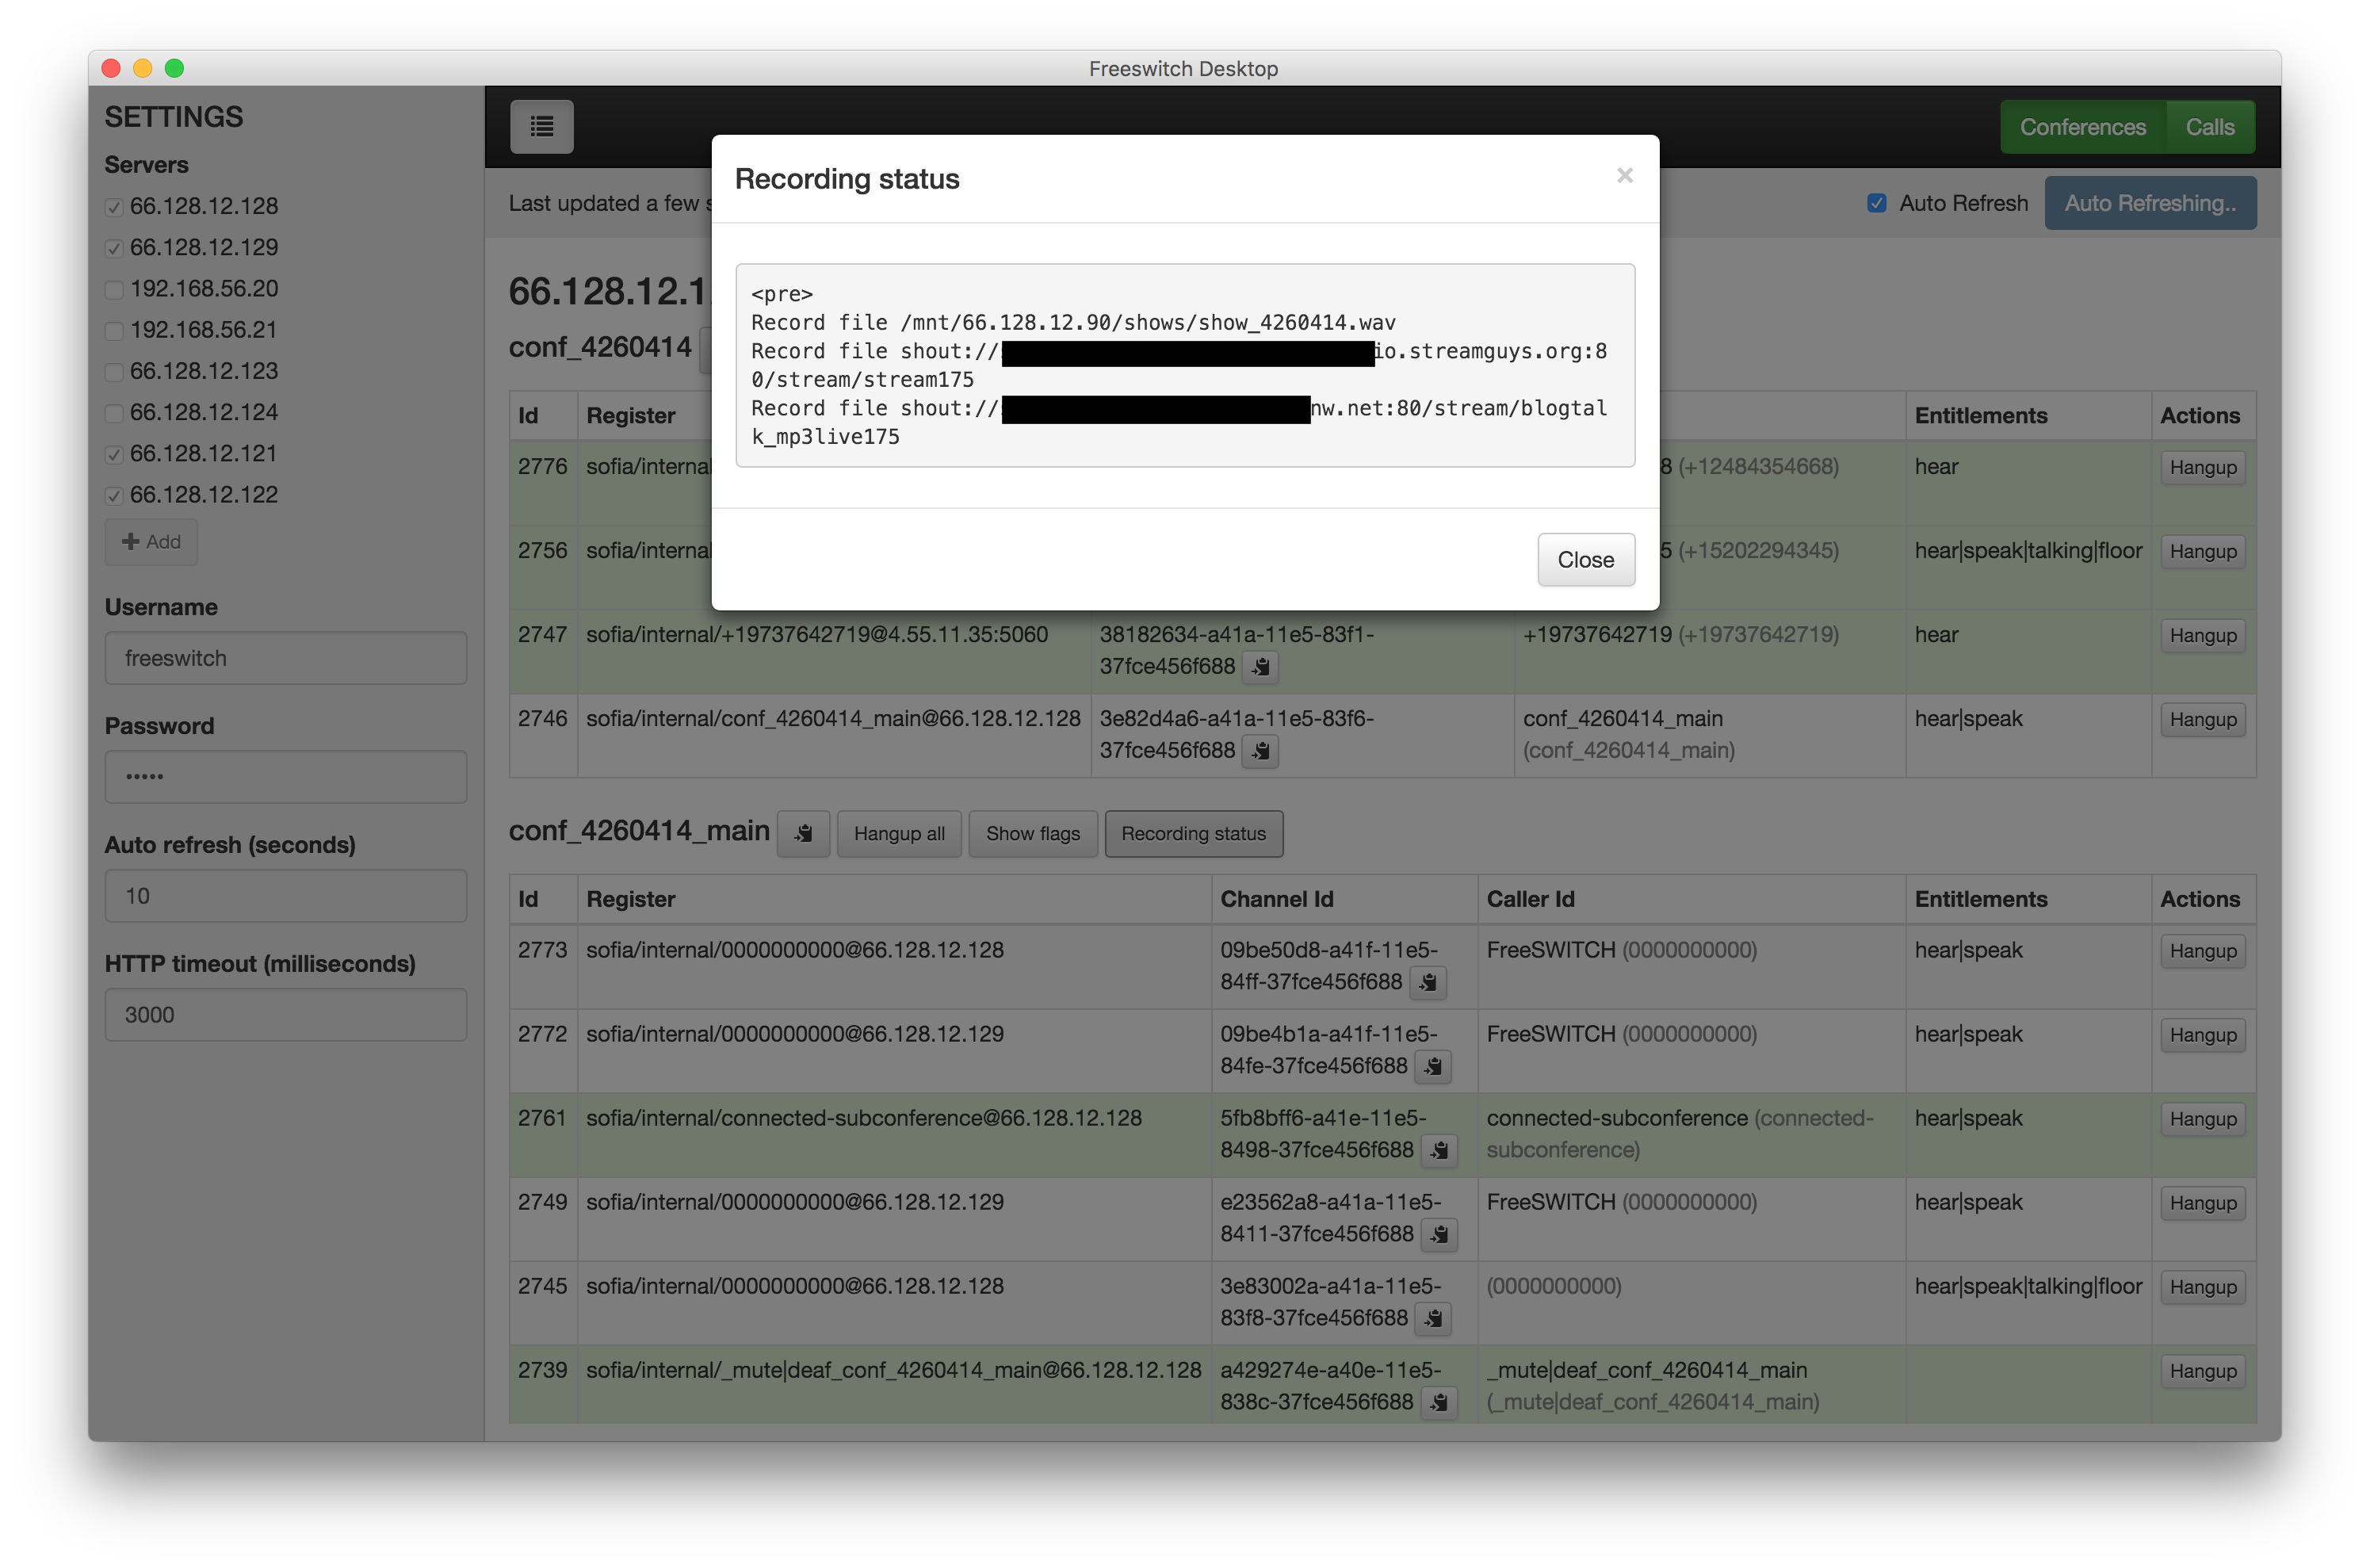 Freeswitch Desktop
SETTINGS
Servers
66.128.12.128
66.128.12.129
192.168.56.20
192.168.56.21
66.128.12.123
66.128.12.124
66.128.12.121
66.128.12.122
Add
Username
freeswitch
Password
•••••
Auto refresh (seconds)
10
HTTP timeout (milliseconds)
3000
Conferences Calls
Last updated a few
Auto Refresh Auto Refreshing..
Recording status ×
<pre>
Record file /mnt/66.128.12.90/shows/show_4260414.wav
Record file shout:// io.streamguys.org:8
0/stream/stream175
Record file shout:// nw.net:80/stream/blogtal
k_mp3live175
Close
66.128.12.1
conf_4260414
Id Register Entitlements Actions
2776 sofia/internal 8 (+12484354668) hear Hangup
2756 sofia/internal 5 (+15202294345) hear|speak|talking|floor Hangup
2747 sofia/internal/+19737642719@4.55.11.35:5060 38182634-a41a-11e5-83f1- +19737642719 (+19737642719) hear Hangup
37fce456f688
2746 sofia/internal/conf_4260414_main@66.128.12.128 3e82d4a6-a41a-11e5-83f6- conf_4260414_main hear|speak Hangup
37fce456f688 (conf_4260414_main)
conf_4260414_main Hangup all Show flags Recording status
Id Register Channel Id Caller Id Entitlements Actions
2773 sofia/internal/0000000000@66.128.12.128 09be50d8-a41f-11e5- FreeSWITCH (0000000000) hear|speak Hangup
84ff-37fce456f688
2772 sofia/internal/0000000000@66.128.12.129 09be4b1a-a41f-11e5- FreeSWITCH (0000000000) hear|speak Hangup
84fe-37fce456f688
2761 sofia/internal/connected-subconference@66.128.12.128 5fb8bff6-a41e-11e5- connected-subconference (connected- hear|speak Hangup
8498-37fce456f688 subconference)
2749 sofia/internal/0000000000@66.128.12.129 e23562a8-a41a-11e5- FreeSWITCH (0000000000) hear|speak Hangup
8411-37fce456f688
2745 sofia/internal/0000000000@66.128.12.128 3e83002a-a41a-11e5- (0000000000) hear|speak|talking|floor Hangup
83f8-37fce456f688
2739 sofia/internal/_mute|deaf_conf_4260414_main@66.128.12.128 a429274e-a40e-11e5- _mute|deaf_conf_4260414_main Hangup
838c-37fce456f688 (_mute|deaf_conf_4260414_main)